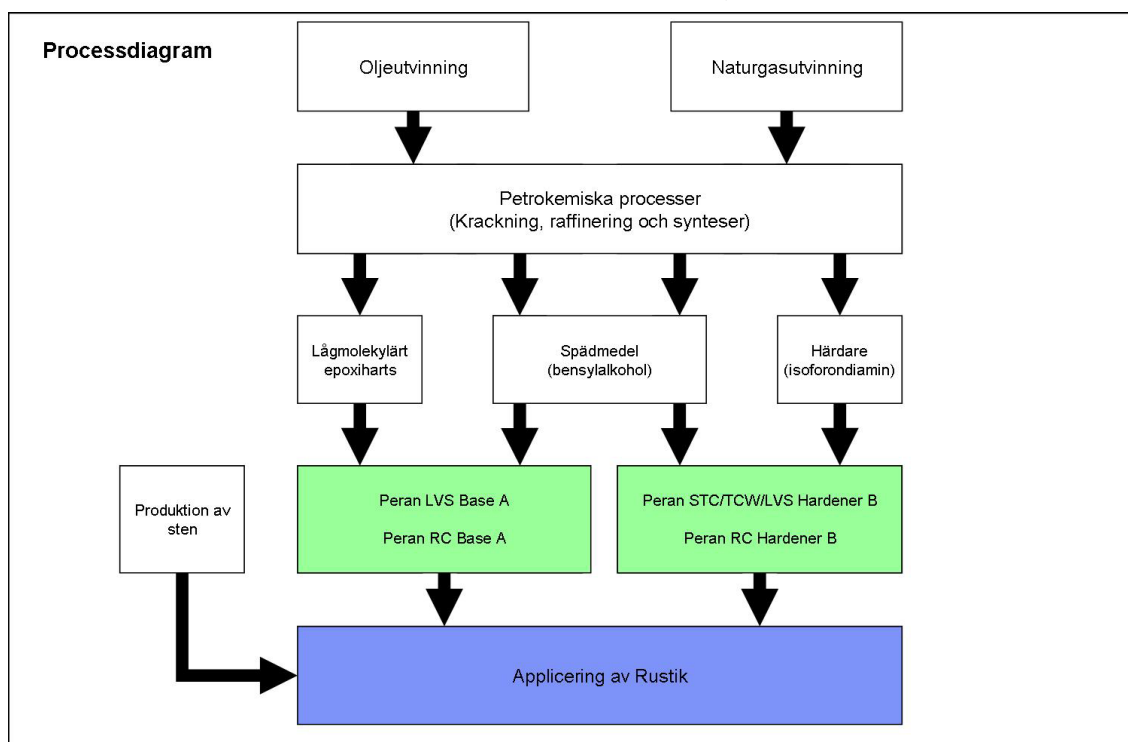 Processdiagram
Oljeutvinning
Naturgasutvinning
Petrokemiska processer
(Krackning, raffinering och synteser)
Lågmolekylärt
epoxiharts
Spädmedel
(bensylalkohol)
Härdare
(isoforondiamin)
Produktion av
sten
Peran LVS Base A
Peran RC Base A
Peran STC/TCW/LVS Hardener B
Peran RC Hardener B
Applicering av Rustik